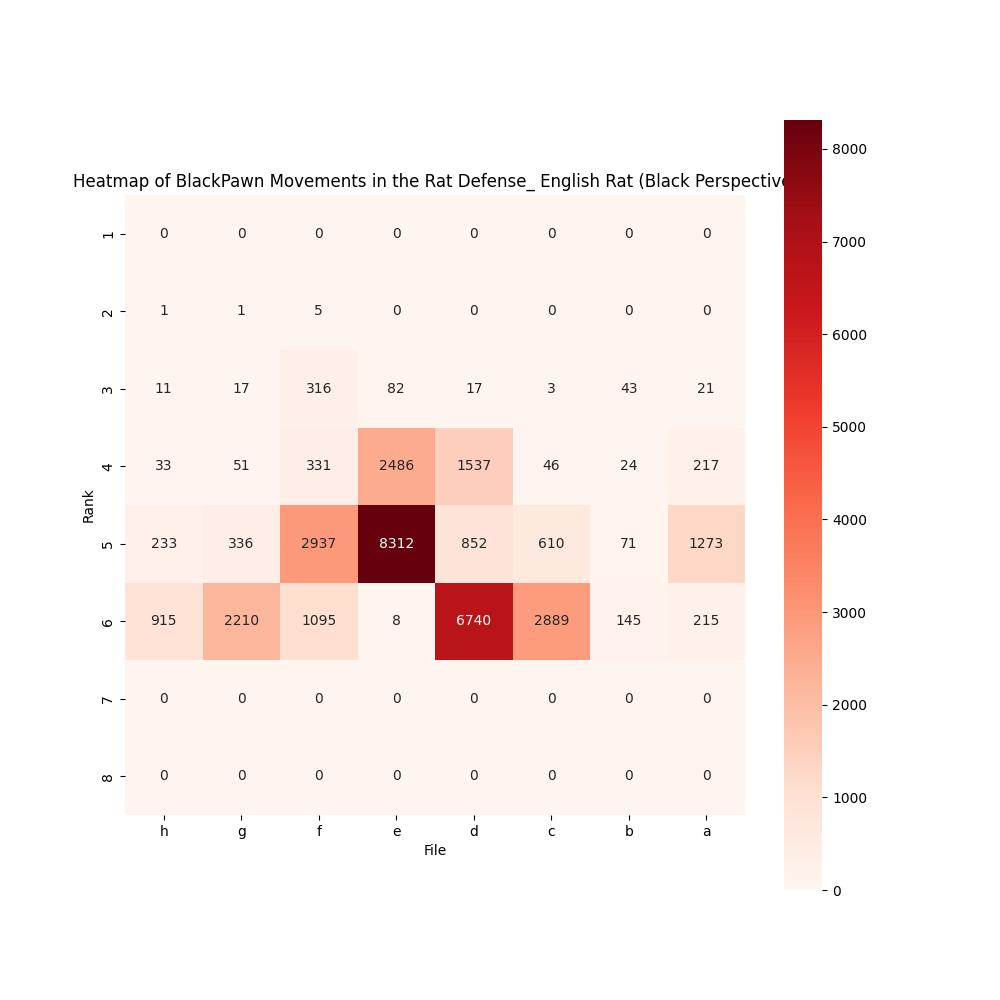 Heatmap of BlackPawn Movements in the Rat Defense_ English Rat (Black Perspective
8000
7000
6000
5000
4000
3000
2000
1000
0
Rank
1 0 0 0 0 0 0 0 0
2 1 1 5 0 0 0 0 0
3 11 17 316 82 17 3 43 21
4 33 51 331 2486 1537 46 24 217
5 233 336 2937 8312 852 610 71 1273
6 915 2210 1095 8 6740 2889 145 215
7 0 0 0 0 0 0 0 0
8 0 0 0 0 0 0 0 0
h g f e d c b a
File